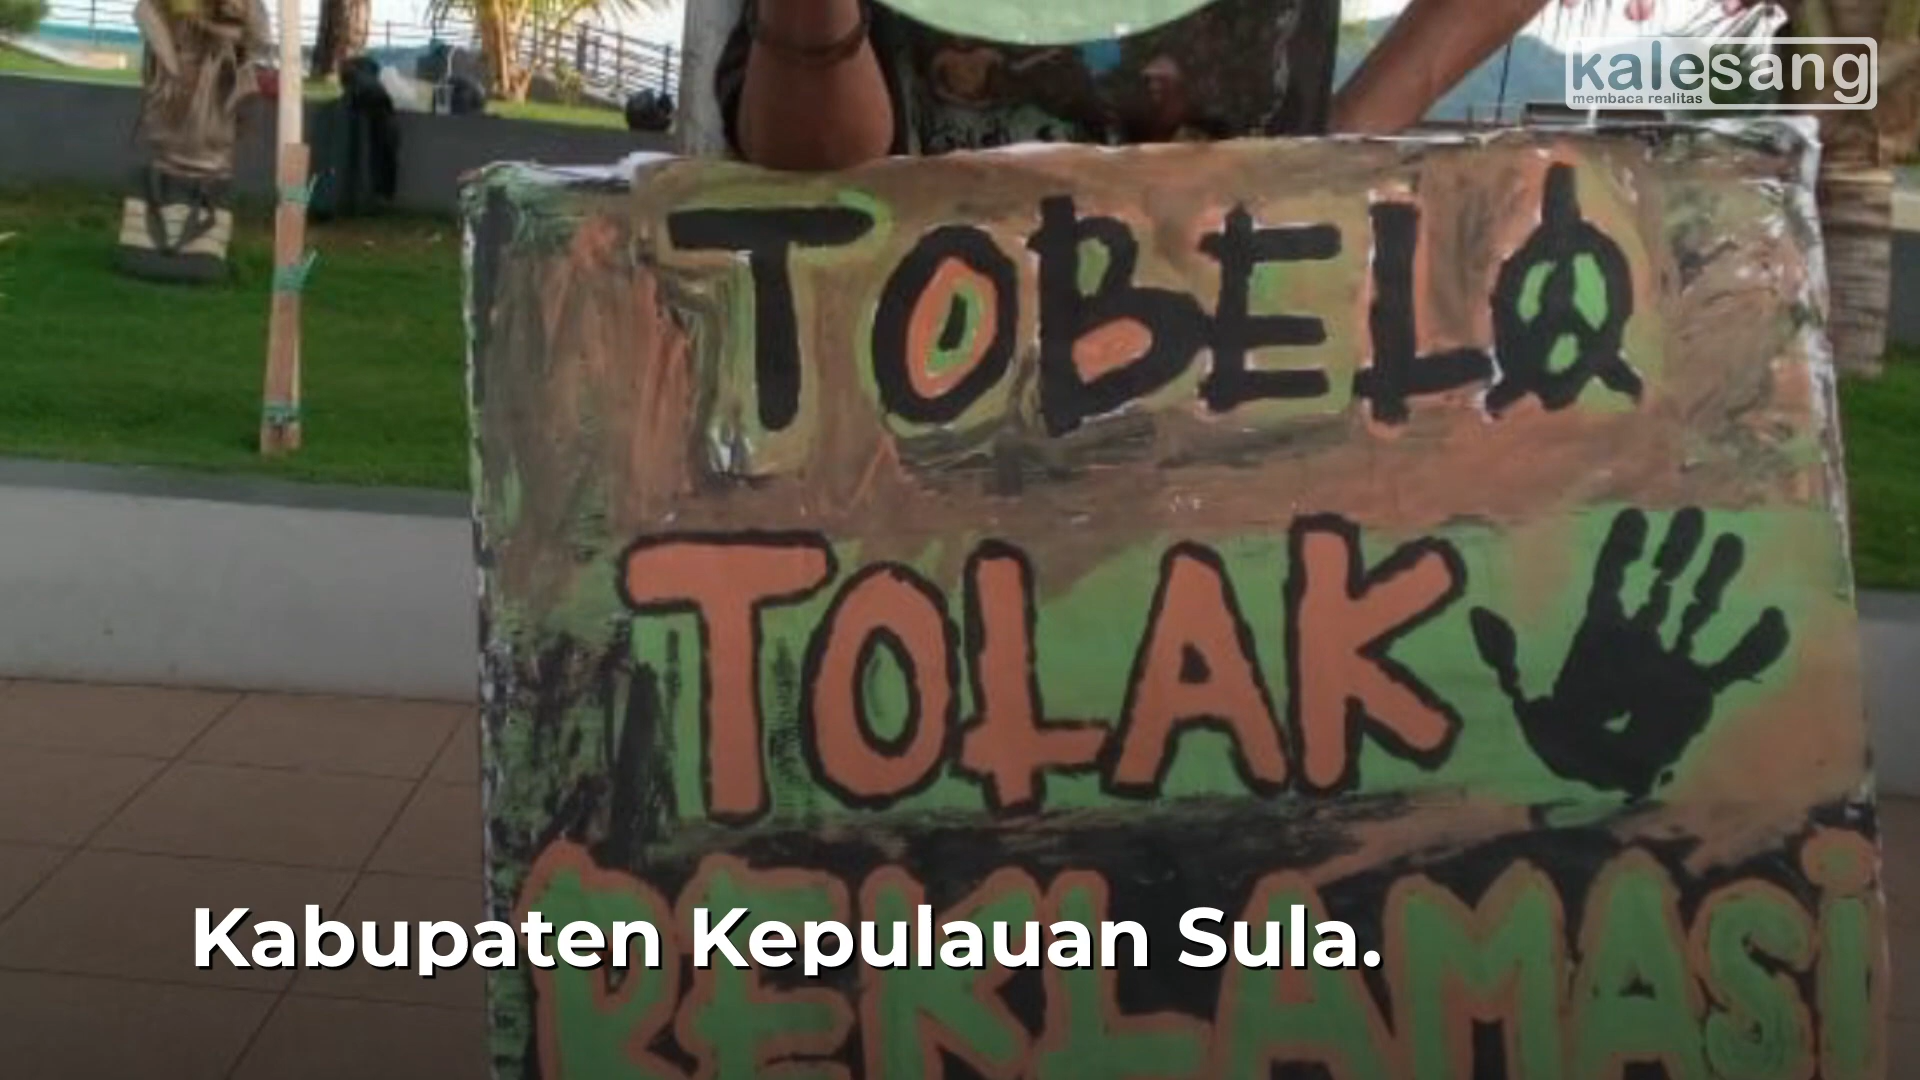 kalesang
membaca realitas
TOBELO
TOLAK
REKLAMASi
Kabupaten Kepulauan Sula.